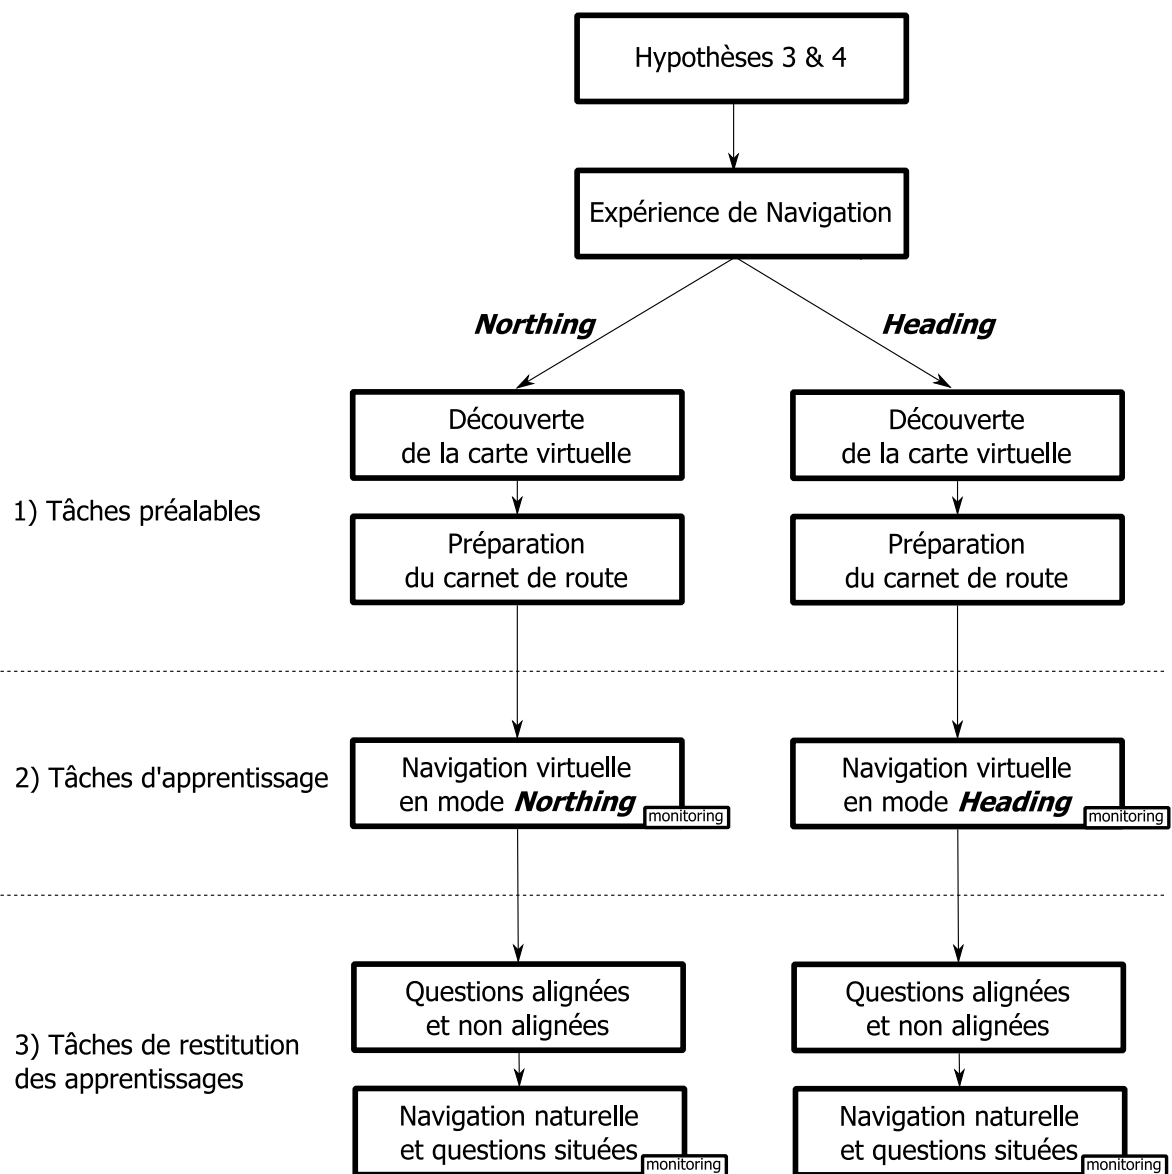 Hypothèses 3 & 4
Expérience de Navigation
Northing
Heading
Découverte
de la carte virtuelle
Découverte
de la carte virtuelle
1) Tâches préalables
Préparation
du carnet de route
Préparation
du carnet de route
2) Tâches d'apprentissage
Navigation virtuelle
en mode Northing
monitoring
Navigation virtuelle
en mode Heading
monitoring
Questions alignées
et non alignées
Questions alignées
et non alignées
3) Tâches de restitution
des apprentissages
Navigation naturelle
et questions situées
monitoring
Navigation naturelle
et questions situées
monitoring